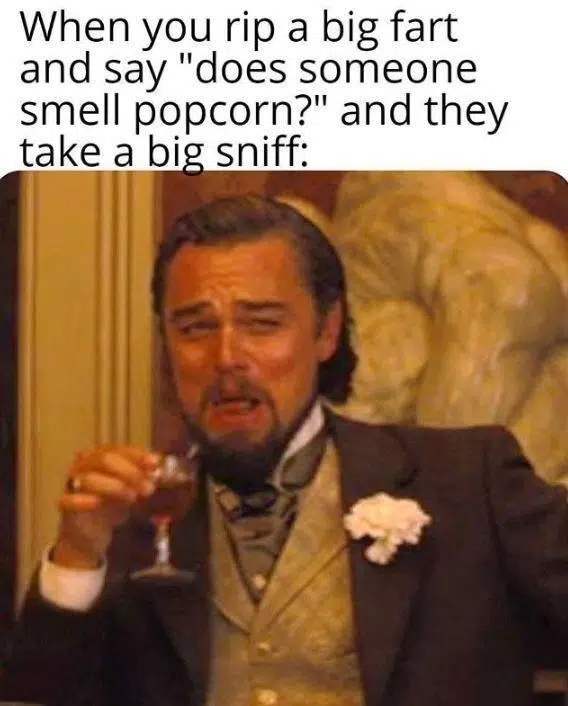 When you rip a big fart
and say "does someone
smell popcorn?" and they
take a big sniff: